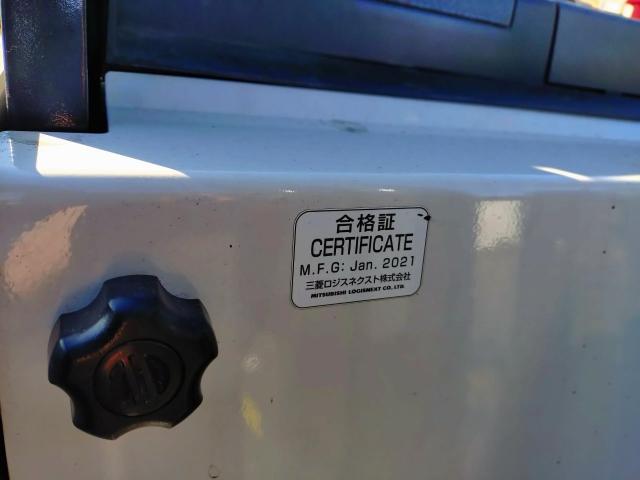 合格証
CERTIFICATE
M.F.G: Jan. 2021
三菱ロジスネクスト株式会社
MITSUBISHI LOGISNEXT CO., LTD.